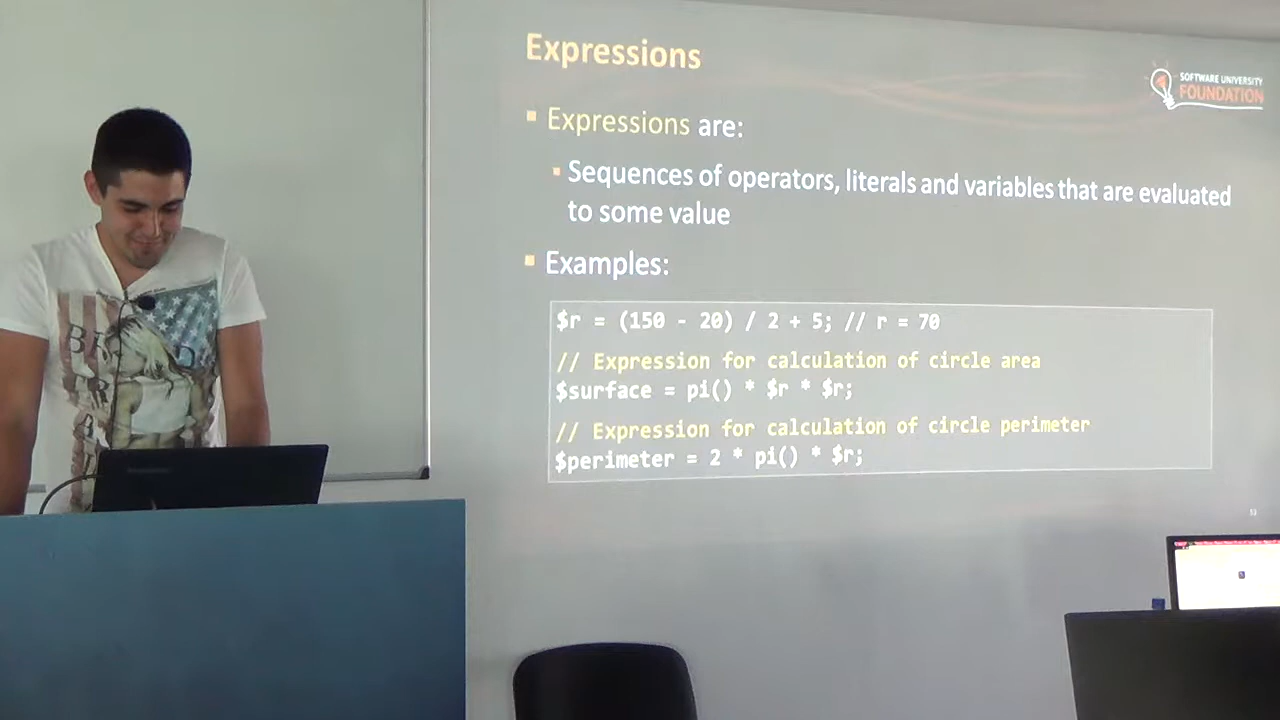 Expressions
SOFTWARE UNIVERSITY
FOUNDATION
Expressions are:
Sequences of operators, literals and variables that are evaluated
to some value
Examples:
$r = (150 - 20) / 2 + 5; // r = 70
// Expression for calculation of circle area
$surface = pi() * $r * $r;
// Expression for calculation of circle perimeter
$perimeter = 2 * pi() * $r;